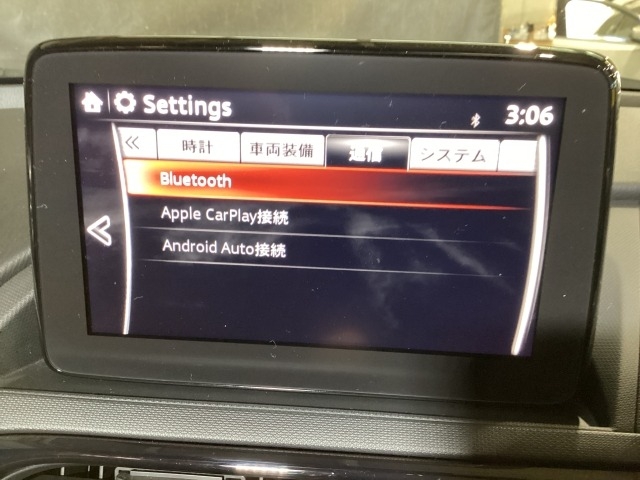 Settings 3:06
時計 車両装備 通信 システム
Bluetooth
Apple CarPlay接続
Android Auto接続